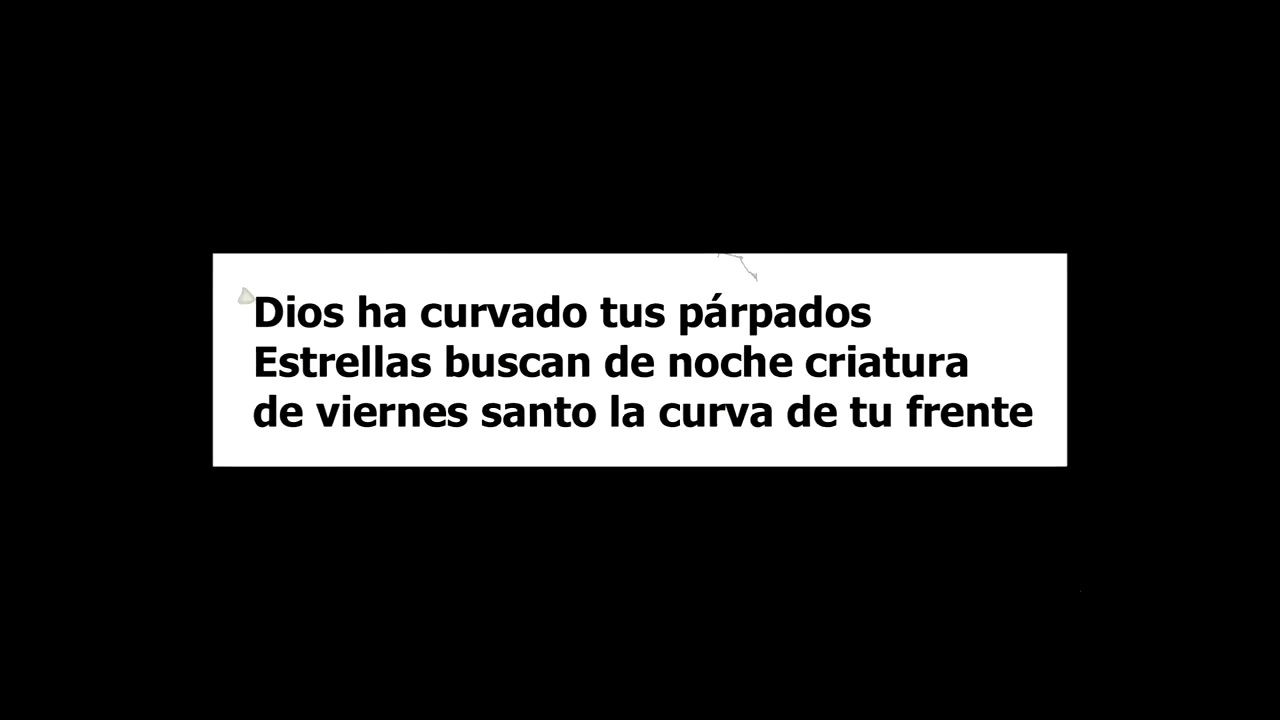 Dios ha curvado tus párpados
Estrellas buscan de noche criatura
de viernes santo la curva de tu frente